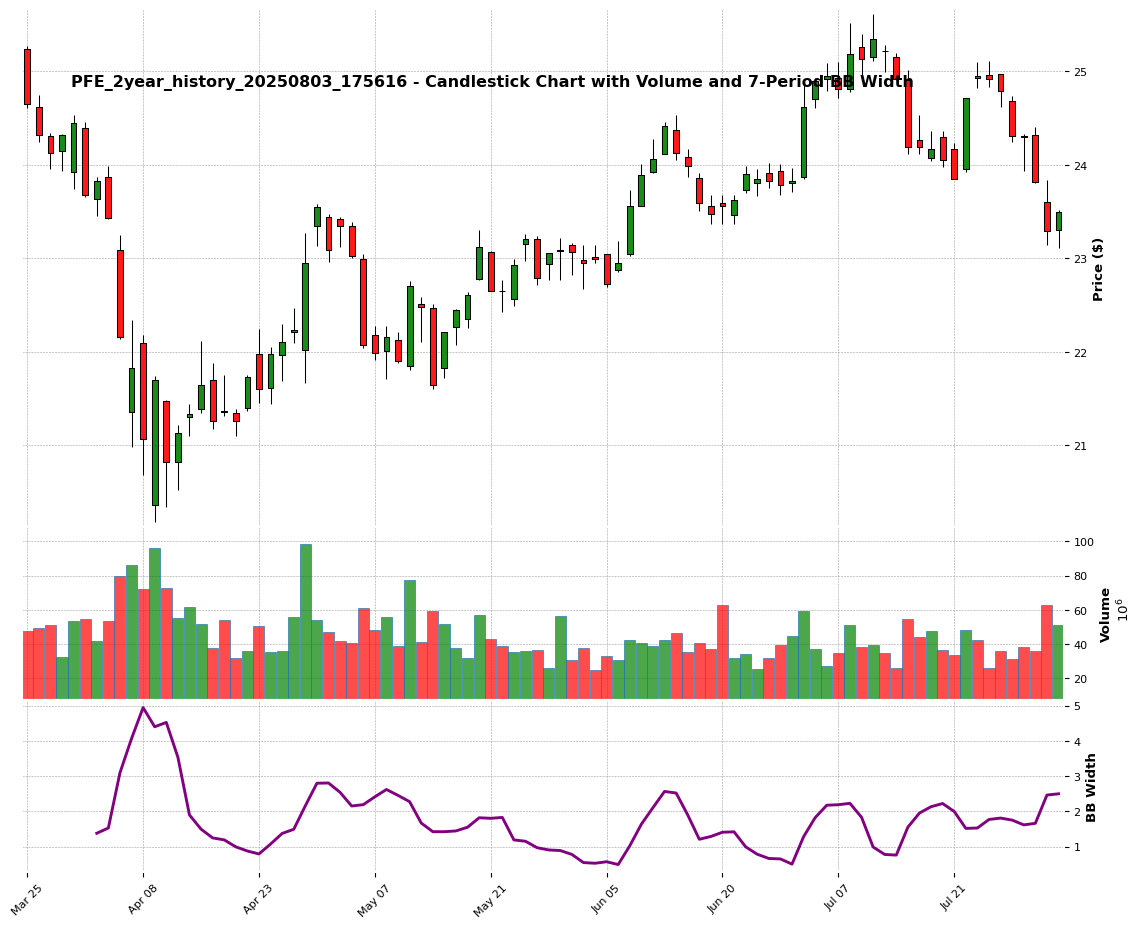 PFE_2year_history_20250803_175616 - Candlestick Chart with Volume and 7-Period BB Width
25
24
23
22
21
Price ($)
100
80
60
40
20
Volume
10^6
5
4
3
2
1
BB Width
Mar 25
Apr 08
Apr 23
May 07
May 21
Jun 05
Jun 20
Jul 07
Jul 21